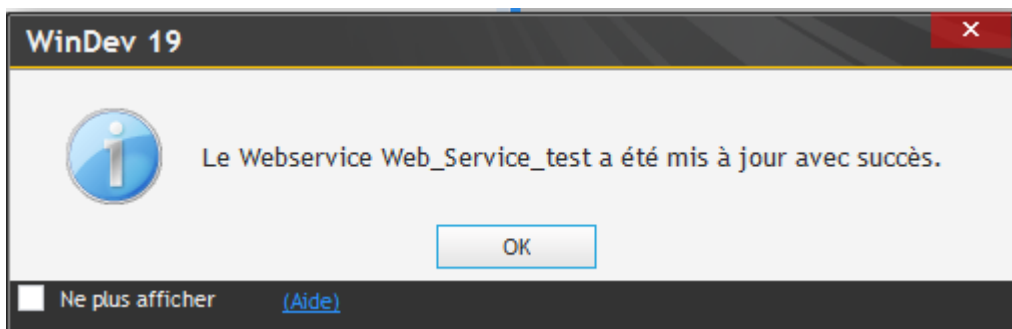 WinDev 19
Le Webservice Web_Service_test a été mis à jour avec succès.
OK
Ne plus afficher (Aide)